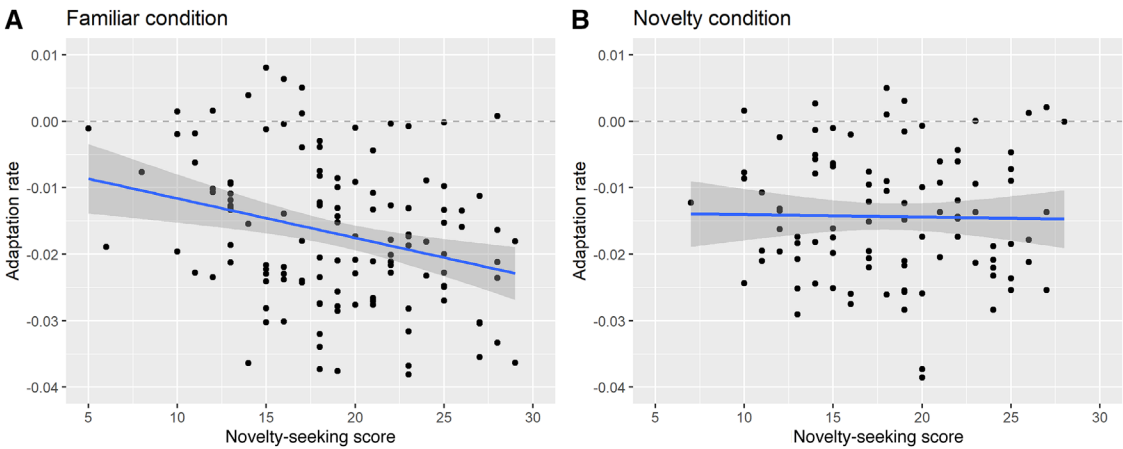 A Familiar condition
0.01
0.00
-0.01
-0.02
-0.03
-0.04
Adaptation rate
5 10 15 20 25 30
Novelty-seeking score
B Novelty condition
0.01
0.00
-0.01
-0.02
-0.03
-0.04
Adaptation rate
5 10 15 20 25 30
Novelty-seeking score